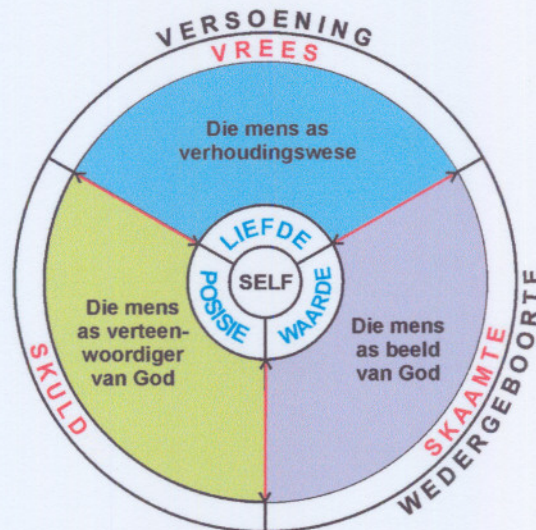 VERSOENING
VREES
Die mens as
verhoudingswese
LIEFDE
POSISIE
SELF
WAARDE
Die mens
as verteen-
woordiger
van God
Die mens
as beeld
van God
SKULD
SKAAMTE
WEDERGEBOORTE